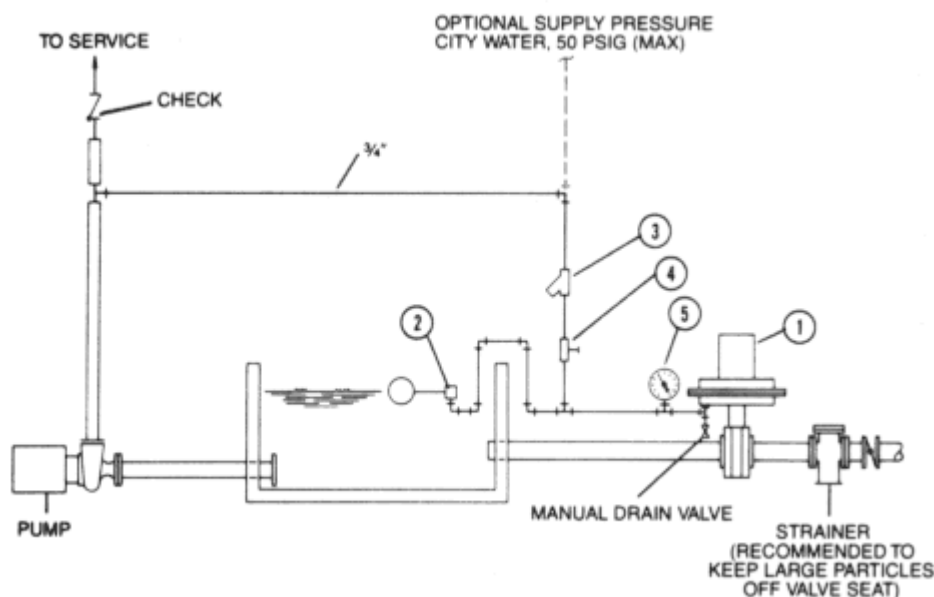 OPTIONAL SUPPLY PRESSURE
CITY WATER, 50 PSIG (MAX)
TO SERVICE
CHECK
3/4"
3
4
2
5
1
MANUAL DRAIN VALVE
PUMP
STRAINER
(RECOMMENDED TO
KEEP LARGE PARTICLES
OFF VALVE SEAT)